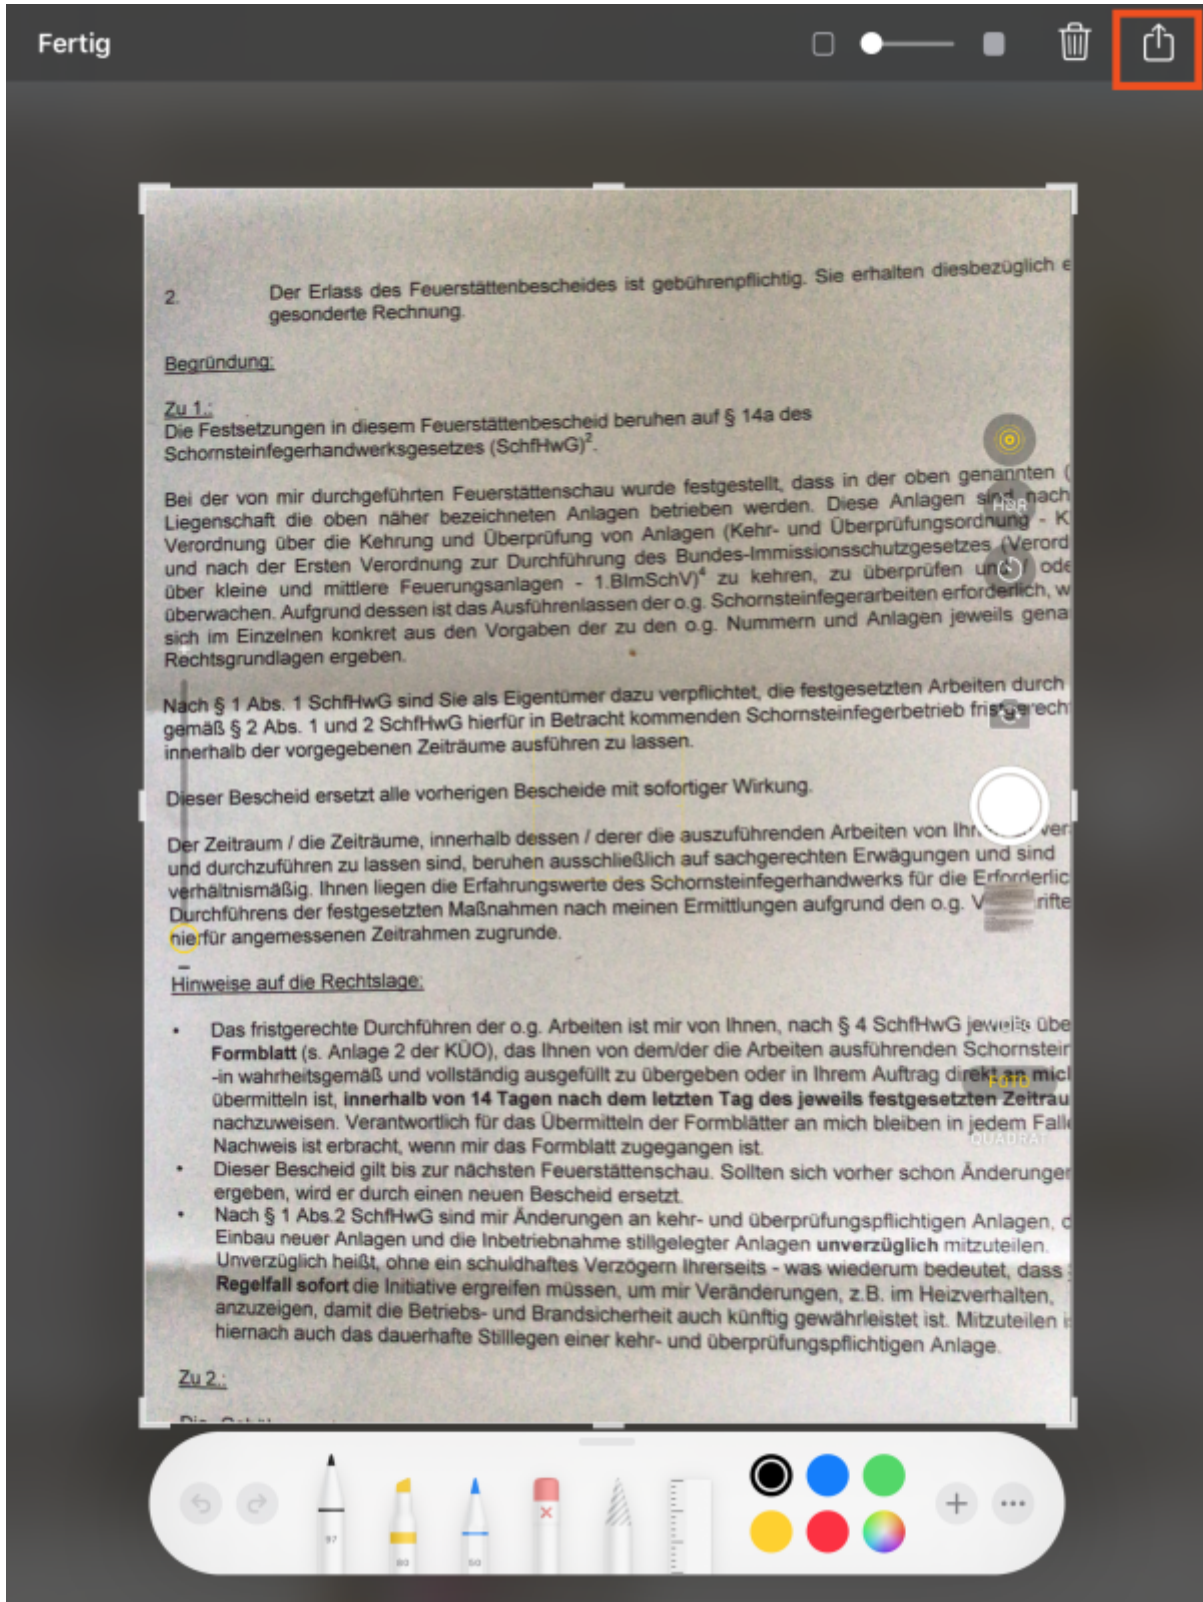 Fertig
2. Der Erlass des Feuerstättenbescheides ist gebührenpflichtig. Sie erhalten diesbezüglich e
gesonderte Rechnung.
Begründung:
Zu 1.:
Die Festsetzungen in diesem Feuerstättenbescheid beruhen auf § 14a des
Schornsteinfegerhandwerksgesetzes (SchfHwG)².
Bei der von mir durchgeführten Feuerstättenschau wurde festgestellt, dass in der oben genannten (
Liegenschaft die oben näher bezeichneten Anlagen betrieben werden. Diese Anlagen sind nach
HDR
Verordnung über die Kehrung und Überprüfung von Anlagen (Kehr- und Überprüfungsordnung - K
und nach der Ersten Verordnung zur Durchführung des Bundes-Immissionsschutzgesetzes (Verord
über kleine und mittlere Feuerungsanlagen - 1.BImSchV)⁴ zu kehren, zu überprüfen und / ode
überwachen. Aufgrund dessen ist das Ausführenlassen der o.g. Schornsteinfegerarbeiten erforderlich, w
sich im Einzelnen konkret aus den Vorgaben der zu den o.g. Nummern und Anlagen jeweils gena
Rechtsgrundlagen ergeben.
Nach § 1 Abs. 1 SchfHwG sind Sie als Eigentümer dazu verpflichtet, die festgesetzten Arbeiten durch
gemäß § 2 Abs. 1 und 2 SchfHwG hierfür in Betracht kommenden Schornsteinfegerbetrieb fristgerech
innerhalb der vorgegebenen Zeiträume ausführen zu lassen.
Dieser Bescheid ersetzt alle vorherigen Bescheide mit sofortiger Wirkung.
Der Zeitraum / die Zeiträume, innerhalb dessen / derer die auszuführenden Arbeiten von ver
und durchzuführen zu lassen sind, beruhen ausschließlich auf sachgerechten Erwägungen und sind
verhältnismäßig. Ihnen liegen die Erfahrungswerte des Schornsteinfegerhandwerks für die Erforderlic
Durchführens der festgesetzten Maßnahmen nach meinen Ermittlungen aufgrund den o.g. V rifte
hierfür angemessenen Zeitrahmen zugrunde.
Hinweise auf die Rechtslage:
• Das fristgerechte Durchführen der o.g. Arbeiten ist mir von Ihnen, nach § 4 SchfHwG jeweils übe
Formblatt (s. Anlage 2 der KÜO), das Ihnen von dem/der die Arbeiten ausführenden Schornstein
-in wahrheitsgemäß und vollständig ausgefüllt zu übergeben oder in Ihrem Auftrag direkt an micl
FOTO
übermitteln ist, innerhalb von 14 Tagen nach dem letzten Tag des jeweils festgesetzten Zeiträu
nachzuweisen. Verantwortlich für das Übermitteln der Formblätter an mich bleiben in jedem Falle
QUADRAT
Nachweis ist erbracht, wenn mir das Formblatt zugegangen ist.
• Dieser Bescheid gilt bis zur nächsten Feuerstättenschau. Sollten sich vorher schon Änderunger
ergeben, wird er durch einen neuen Bescheid ersetzt.
• Nach § 1 Abs.2 SchfHwG sind mir Änderungen an kehr- und überprüfungspflichtigen Anlagen, d
Einbau neuer Anlagen und die Inbetriebnahme stillgelegter Anlagen unverzüglich mitzuteilen.
Unverzüglich heißt, ohne ein schuldhaftes Verzögern Ihrerseits - was wiederum bedeutet, dass
Regelfall sofort die Initiative ergreifen müssen, um mir Veränderungen, z.B. im Heizverhalten,
anzuzeigen, damit die Betriebs- und Brandsicherheit auch künftig gewährleistet ist. Mitzuteilen i
hiernach auch das dauerhafte Stilllegen einer kehr- und überprüfungspflichtigen Anlage.
Zu 2.:
97
80
50